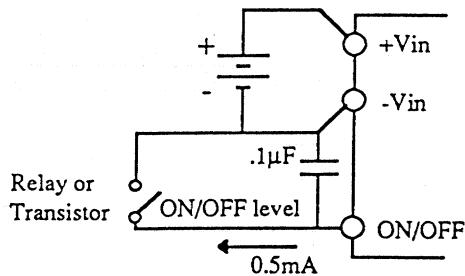 +
+Vin
-
-Vin
.1µF
Relay or
Transistor
ON/OFF level
ON/OFF
0.5mA